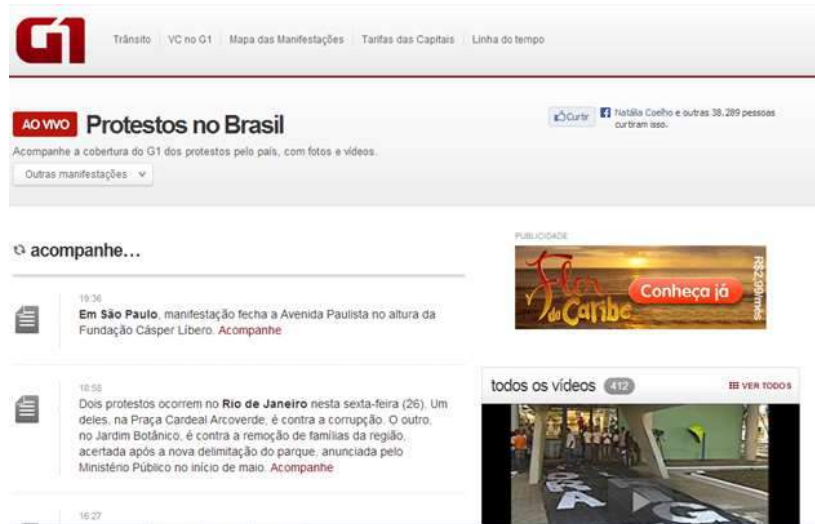 G1
Trânsito
VC no G1
Mapa das Manifestações
Tarifas das Capitais
Linha do tempo
AO VIVO
Protestos no Brasil
Acompanhe a cobertura do G1 dos protestos pelo país, com fotos e vídeos.
Outras manifestações
Curtir
Natália Coelho e outras 38.289 pessoas
curtiram isso.
acompanhe...
19:36
Em São Paulo, manifestação fecha a Avenida Paulista no altura da
Fundação Cásper Líbero. Acompanhe
18:55
Dois protestos ocorrem no Rio de Janeiro nesta sexta-feira (26). Um
deles, na Praça Cardeal Arcoverde, é contra a corrupção. O outro,
no Jardim Botânico, é contra a remoção de famílias da região,
acertada após a nova delimitação do parque, anunciada pelo
Ministério Público no início de maio. Acompanhe
16:27
PUBLICIDADE
Flor
do Caribe
Conheça já
R$2,99/mês
todos os vídeos
412
VER TODOS